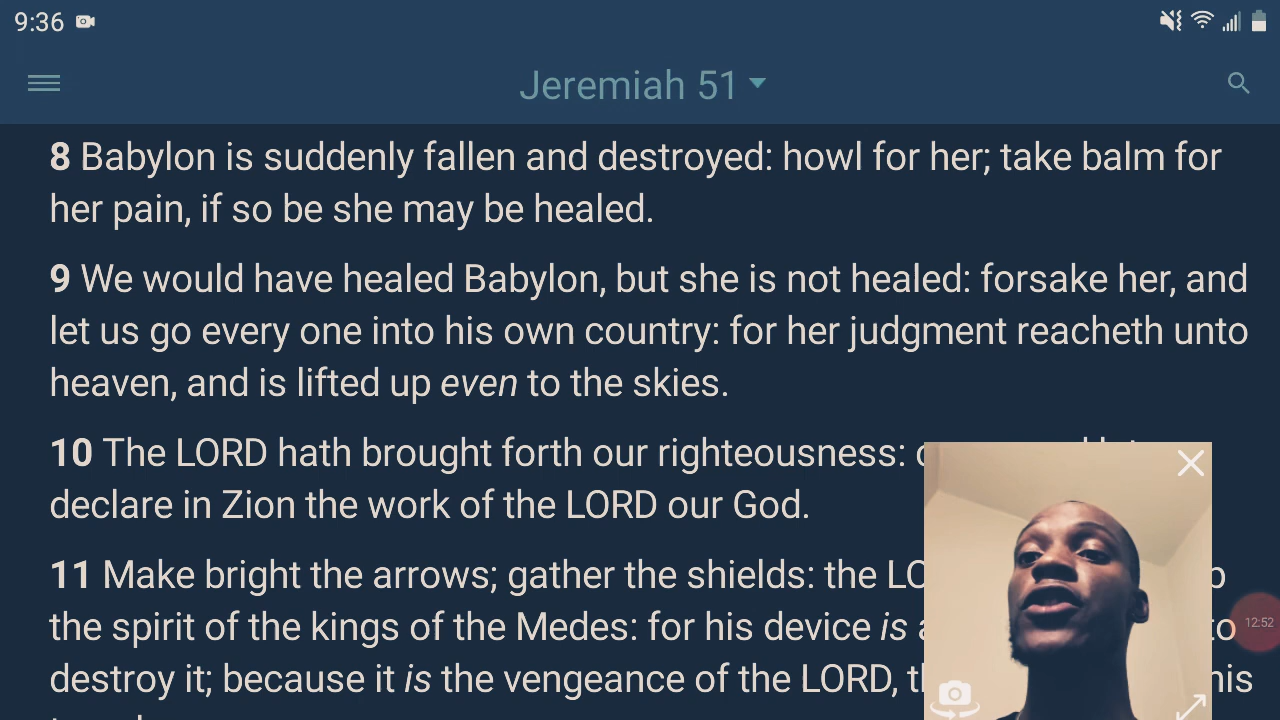 9:36
Jeremiah 51
8 Babylon is suddenly fallen and destroyed: howl for her; take balm for
her pain, if so be she may be healed.
9 We would have healed Babylon, but she is not healed: forsake her, and
let us go every one into his own country: for her judgment reacheth unto
heaven, and is lifted up even to the skies.
10 The LORD hath brought forth our righteousness:
declare in Zion the work of the LORD our God.
11 Make bright the arrows; gather the shields: the
the spirit of the kings of the Medes: for his device is to
12:52
destroy it; because it is the vengeance of the LORD,